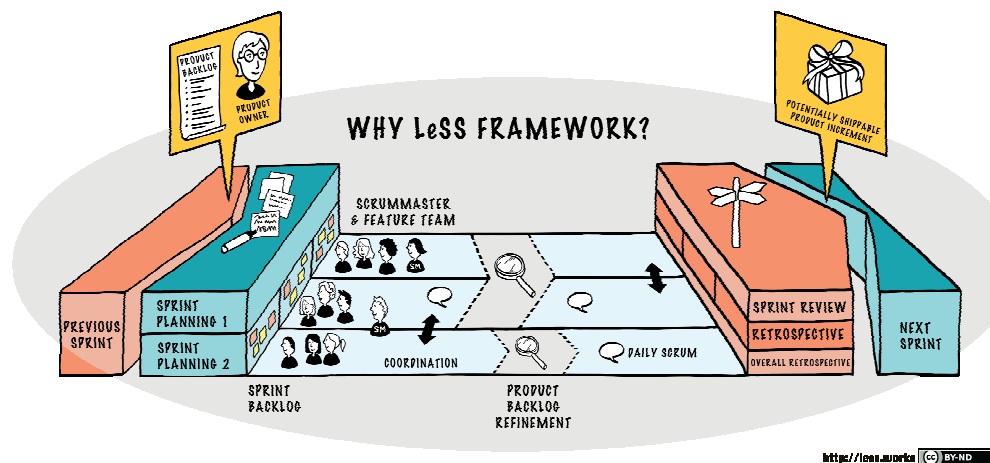 PRODUCT
BACKLOG
PRODUCT
OWNER
POTENTIALLY SHIPPABLE
PRODUCT INCREMENT
WHY LeSS FRAMEWORK?
SCRUMMASTER
& FEATURE TEAM
SM
SM
PREVIOUS
SPRINT
SPRINT
PLANNING 1
SPRINT
PLANNING 2
COORDINATION
DAILY SCRUM
SPRINT
BACKLOG
PRODUCT
BACKLOG
REFINEMENT
SPRINT REVIEW
RETROSPECTIVE
OVERALL RETROSPECTIVE
NEXT
SPRINT
http://less.works
cc BY-ND